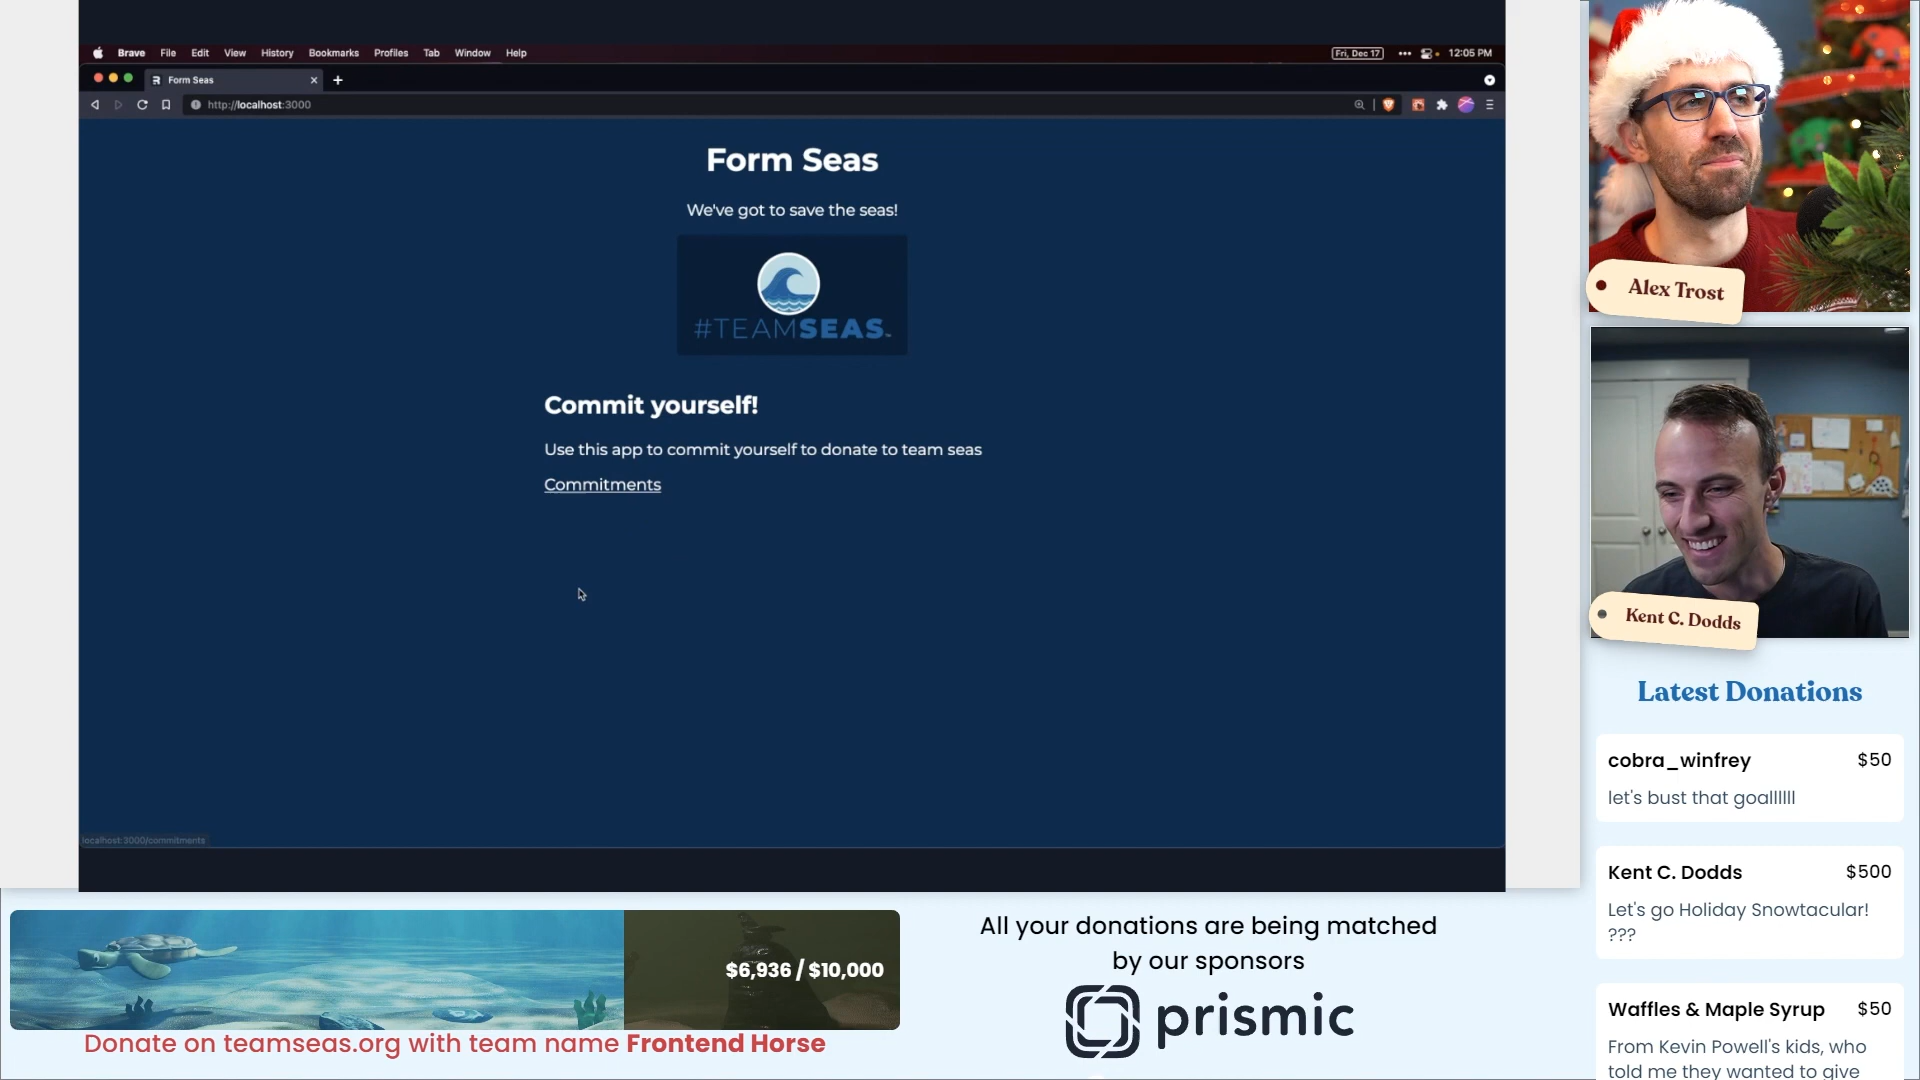 Brave File Edit View History Bookmarks Profiles Tab Window Help
Fri, Dec 17 12:05 PM
Form Seas
http://localhost:3000
Form Seas
We've got to save the seas!
#TEAMSEAS
Commit yourself!
Use this app to commit yourself to donate to team seas
Commitments
localhost:3000/commitments
Alex Trost
Kent C. Dodds
Latest Donations
cobra_winfrey $50
let's bust that goallllll
Kent C. Dodds $500
Let's go Holiday Snowtacular!
???
Waffles & Maple Syrup $50
From Kevin Powell's kids, who
told me they wanted to give
$6,936 / $10,000
Donate on teamseas.org with team name Frontend Horse
All your donations are being matched
by our sponsors
prismic